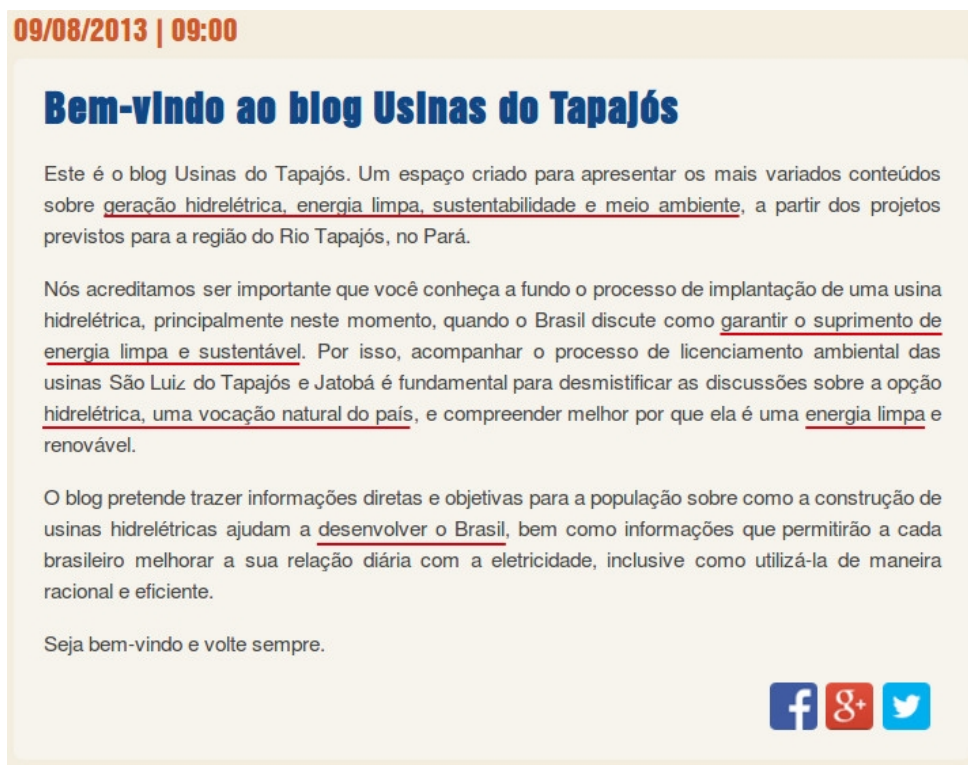 09/08/2013 | 09:00
Bem-vindo ao blog Usinas do Tapajós
Este é o blog Usinas do Tapajós. Um espaço criado para apresentar os mais variados conteúdos
sobre geração hidrelétrica, energia limpa, sustentabilidade e meio ambiente, a partir dos projetos
previstos para a região do Rio Tapajós, no Pará.
Nós acreditamos ser importante que você conheça a fundo o processo de implantação de uma usina
hidrelétrica, principalmente neste momento, quando o Brasil discute como garantir o suprimento de
energia limpa e sustentável. Por isso, acompanhar o processo de licenciamento ambiental das
usinas São Luiz do Tapajós e Jatobá é fundamental para desmistificar as discussões sobre a opção
hidrelétrica, uma vocação natural do país, e compreender melhor por que ela é uma energia limpa e
renovável.
O blog pretende trazer informações diretas e objetivas para a população sobre como a construção de
usinas hidrelétricas ajudam a desenvolver o Brasil, bem como informações que permitirão a cada
brasileiro melhorar a sua relação diária com a eletricidade, inclusive como utilizá-la de maneira
racional e eficiente.
Seja bem-vindo e volte sempre.
f g+